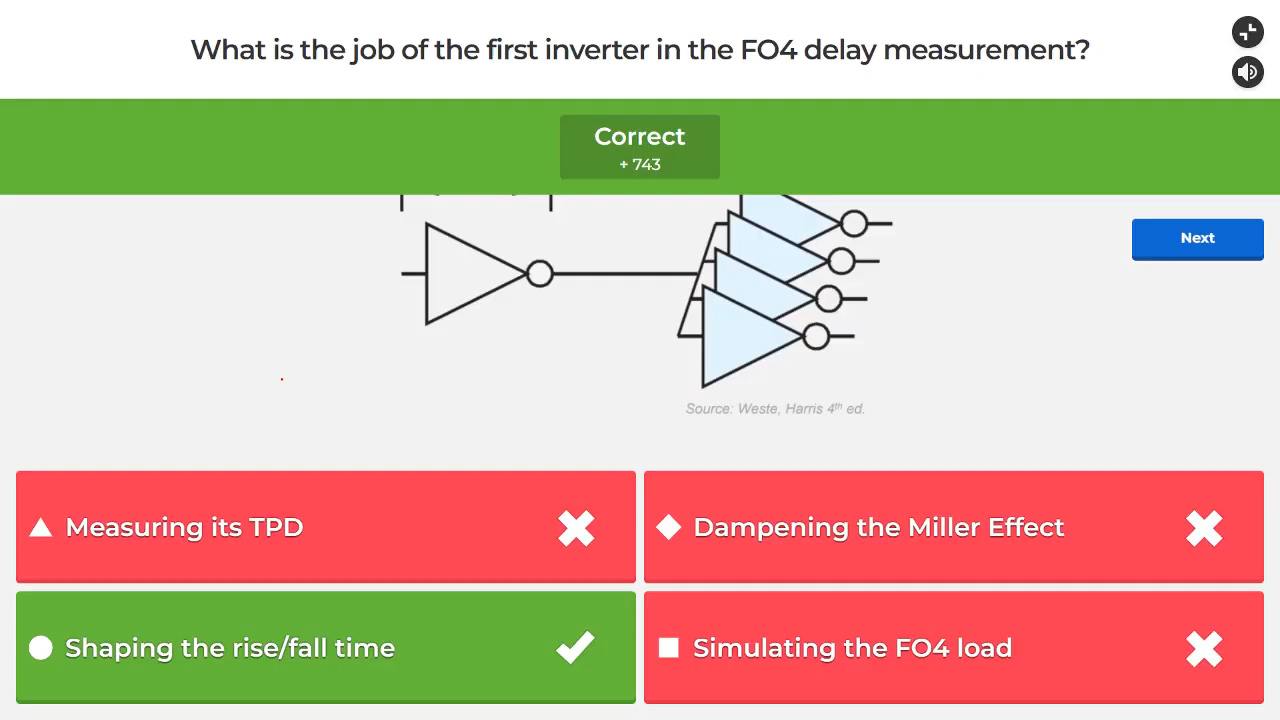 What is the job of the first inverter in the FO4 delay measurement?
Correct
+ 743
Next
Source: Weste, Harris 4th ed.
Measuring its TPD
Dampening the Miller Effect
Shaping the rise/fall time
Simulating the FO4 load